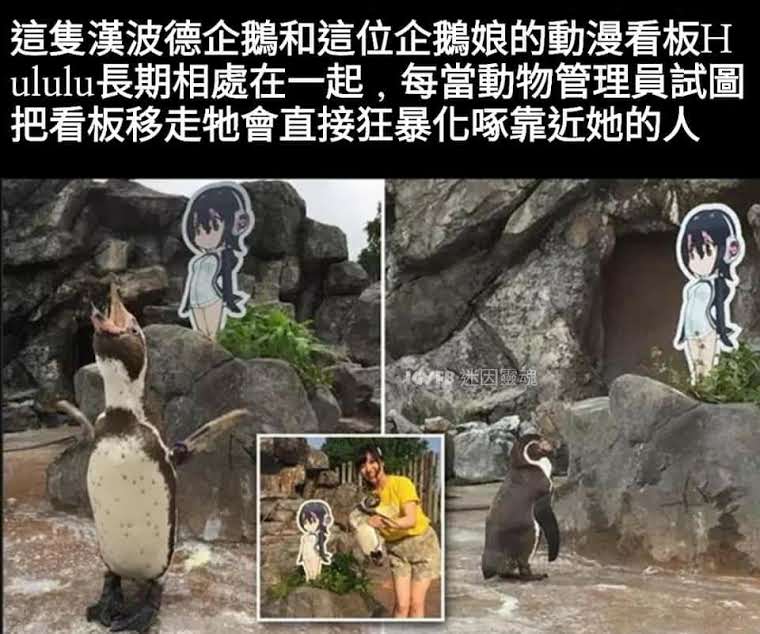 這隻漢波德企鵝和這位企鵝娘的動漫看板H
ululu長期相處在一起，每當動物管理員試圖
把看板移走牠會直接狂暴化啄靠近她的人
迷因靈魂